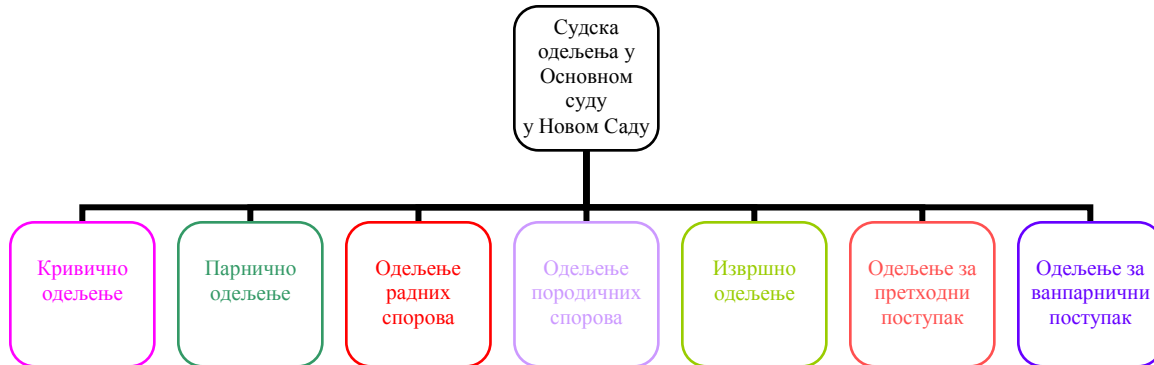 Судска
одељења у
Основном
суду
у Новом Саду
Кривично
одељење
Парнично
одељење
Одељење
радних
спорова
Одељење
породичних
спорова
Извршно
одељење
Одељење за
претходни
поступак
Одељење за
ванпарнични
поступак